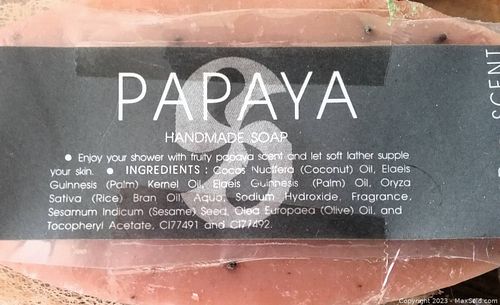 PAPAYA
HANDMADE SOAP
● Enjoy your shower with fruity papaya scent and let soft lather supple
your skin. ● INGREDIENTS : Cocos Nucifera (Coconut) Oil, Elaeis
Guinnesis (Palm) Kernel Oil, Elaeis Guinnesis (Palm) Oil, Oryza
Sativa (Rice) Bran Oil, Aqua, Sodium Hydroxide, Fragrance,
Sesamum Indicum (Sesame) Seed, Olea Europaea (Olive) Oil, and
Tocopheryl Acetate, CI77491 and CI77492.
SCENT
Copyright 2023 - MaxSold.com